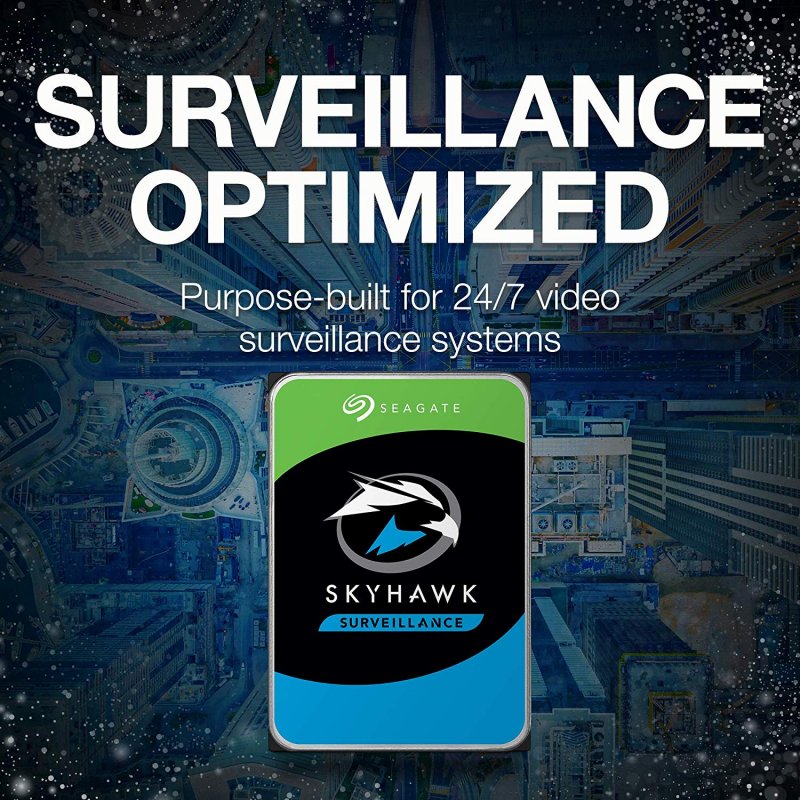 SURVEILLANCE
OPTIMIZED
Purpose-built for 24/7 video
surveillance systems
SEAGATE
SKYHAWK
SURVEILLANCE